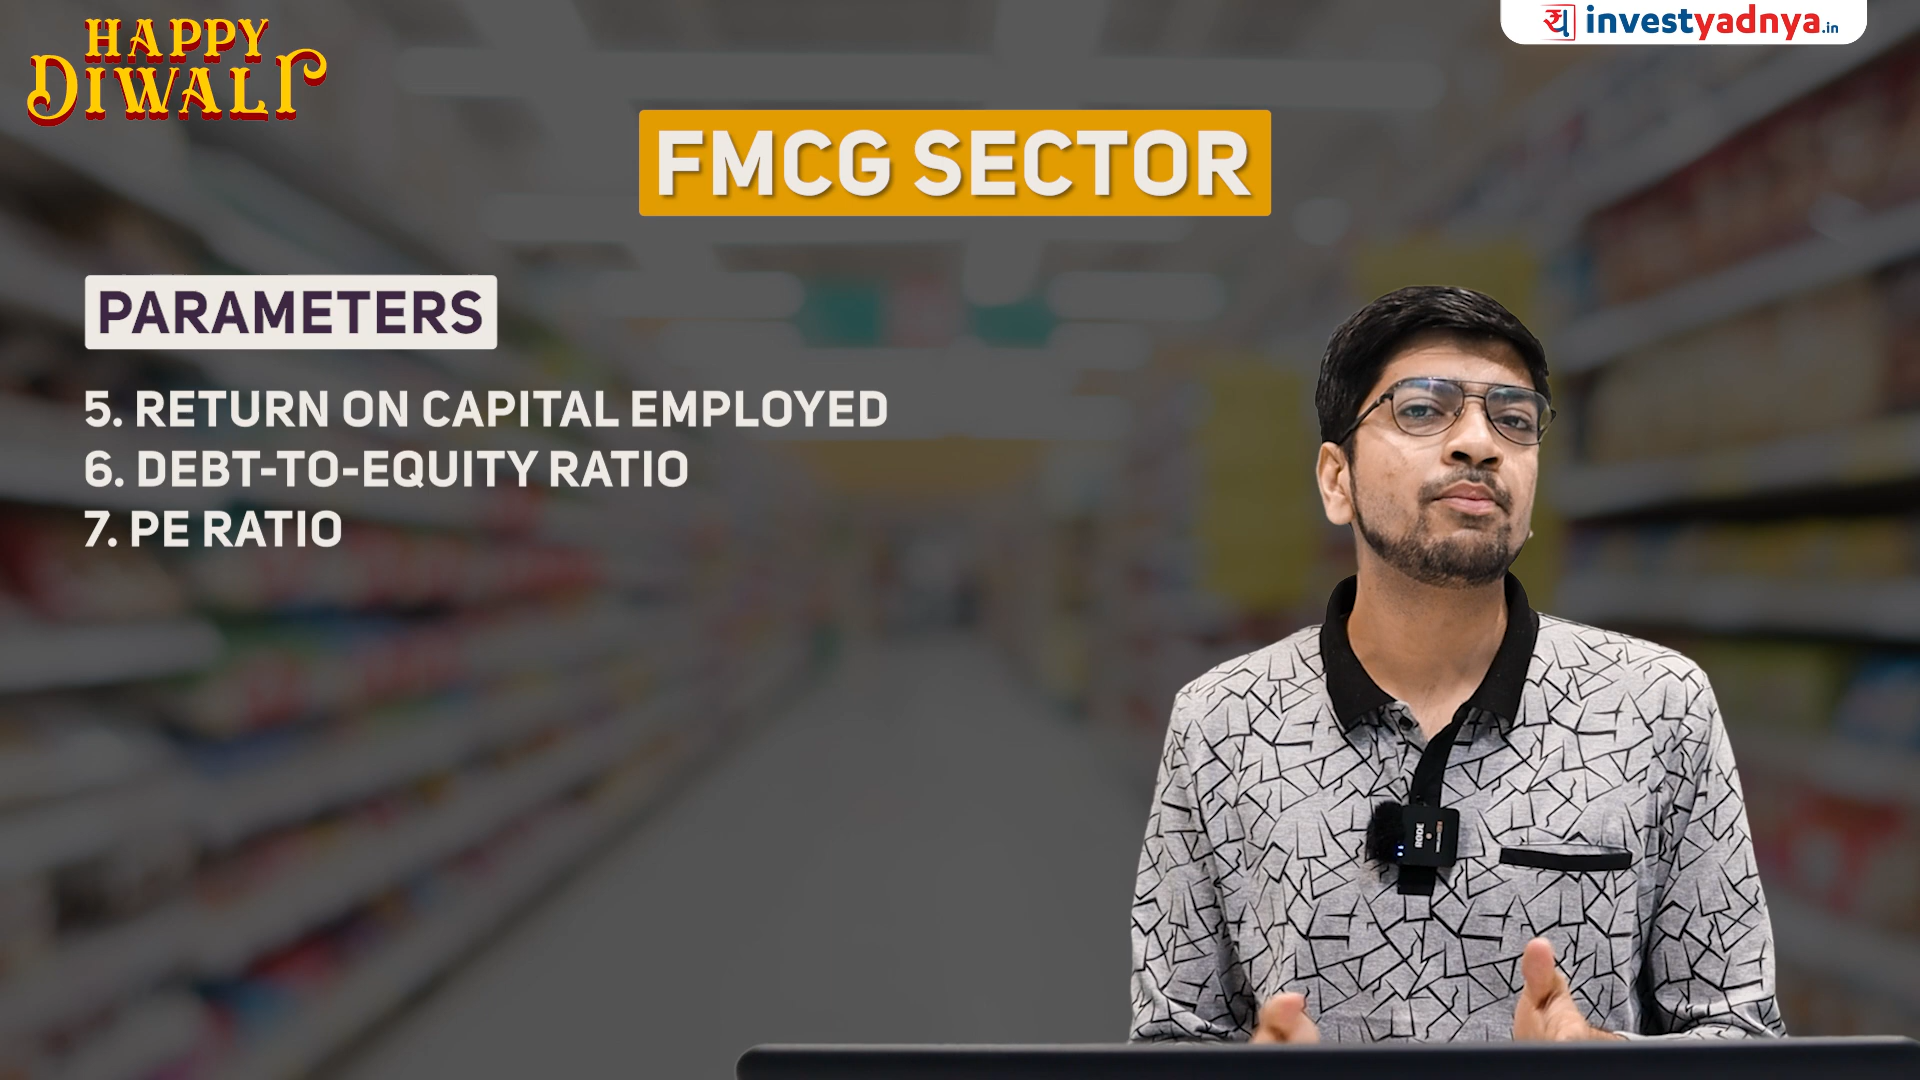 HAPPY
DIWALI
investyadnya.in
FMCG SECTOR
PARAMETERS
5. RETURN ON CAPITAL EMPLOYED
6. DEBT-TO-EQUITY RATIO
7. PE RATIO
RØDE